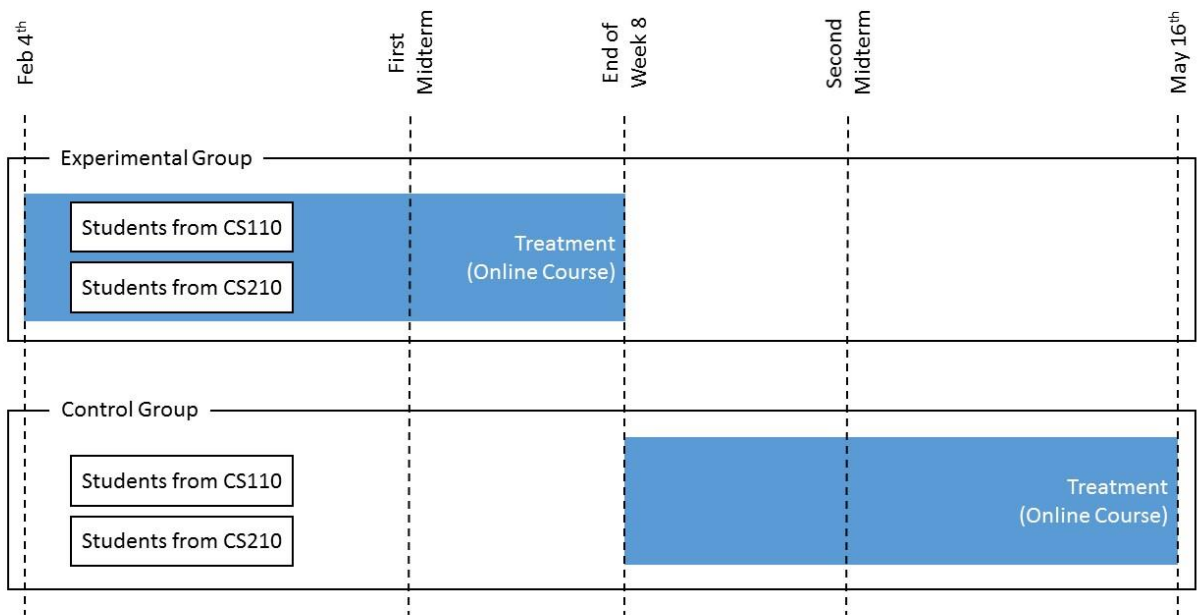 Feb 4th
First
Midterm
End of
Week 8
Second
Midterm
May 16th
Experimental Group
Students from CS110
Students from CS210
Treatment
(Online Course)
Control Group
Students from CS110
Students from CS210
Treatment
(Online Course)